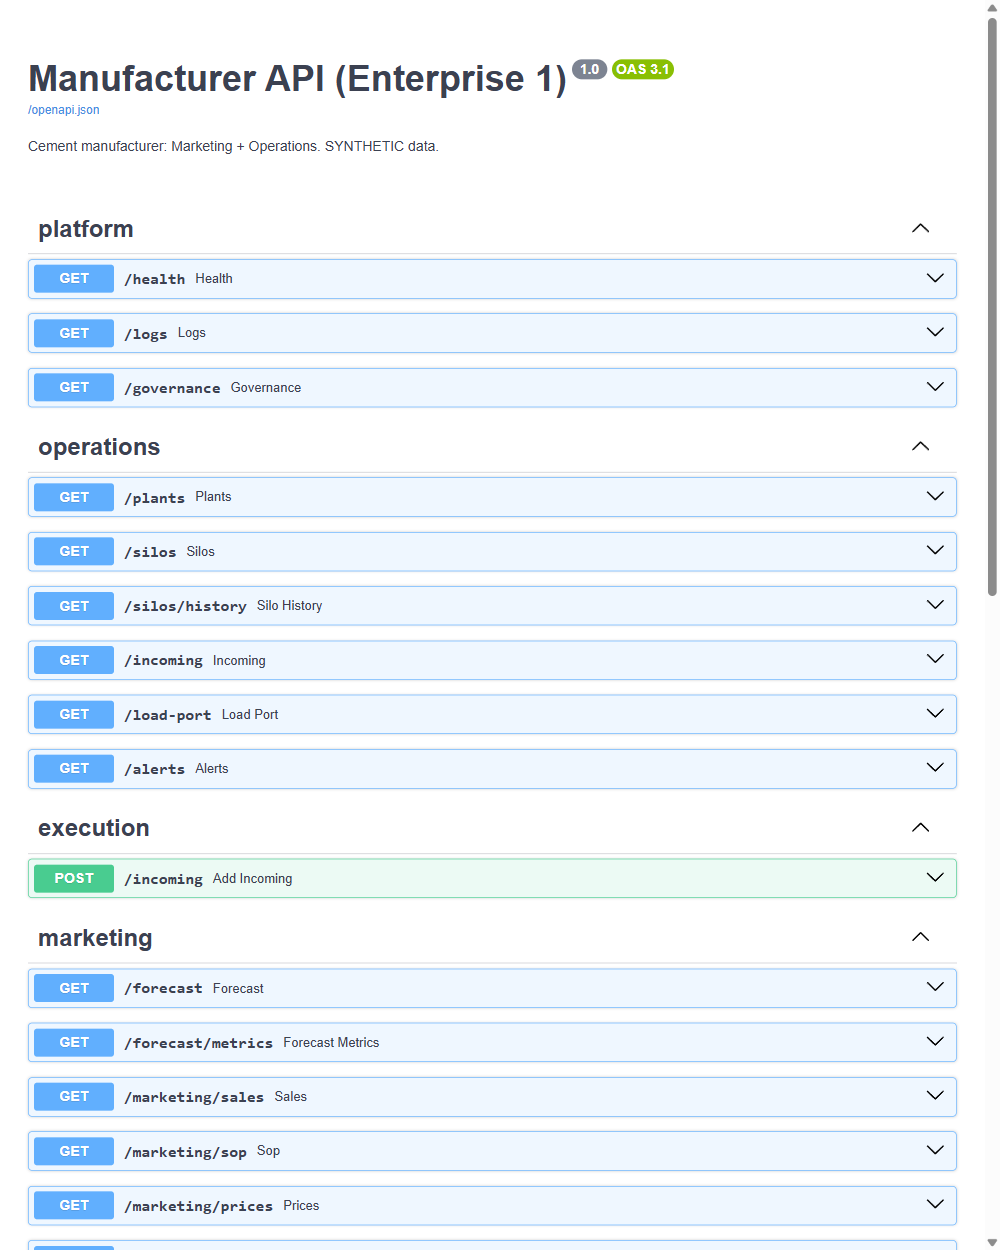 Manufacturer API (Enterprise 1) 1.0 OAS 3.1
/openapi.json
Cement manufacturer: Marketing + Operations. SYNTHETIC data.
platform
GET /health Health
GET /logs Logs
GET /governance Governance
operations
GET /plants Plants
GET /silos Silos
GET /silos/history Silo History
GET /incoming Incoming
GET /load-port Load Port
GET /alerts Alerts
execution
POST /incoming Add Incoming
marketing
GET /forecast Forecast
GET /forecast/metrics Forecast Metrics
GET /marketing/sales Sales
GET /marketing/sop Sop
GET /marketing/prices Prices